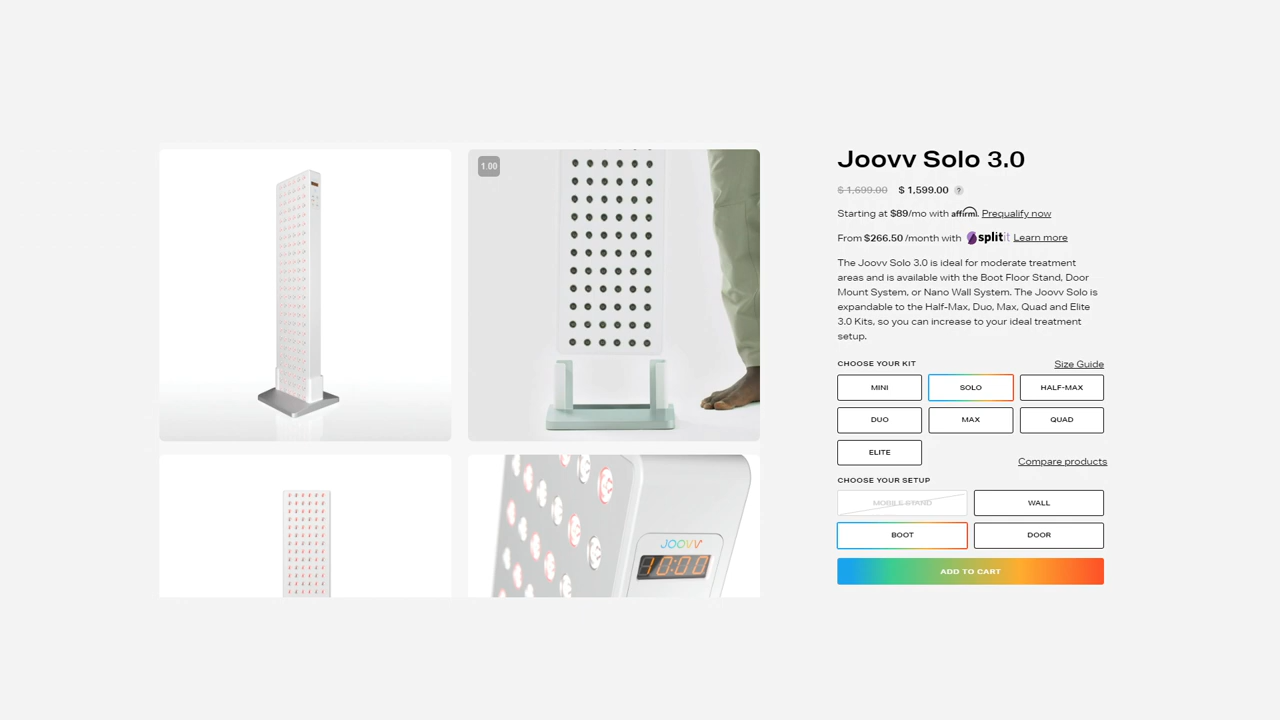 1.00
JOOVV
10:00
Joovv Solo 3.0
$ 1,699.00 $ 1,599.00 ?
Starting at $89/mo with affirm. Prequalify now
From $266.50 /month with splitit Learn more
The Joovv Solo 3.0 is ideal for moderate treatment
areas and is available with the Boot Floor Stand, Door
Mount System, or Nano Wall System. The Joovv Solo is
expandable to the Half-Max, Duo, Max, Quad and Elite
3.0 Kits, so you can increase to your ideal treatment
setup.
CHOOSE YOUR KIT Size Guide
MINI SOLO HALF-MAX
DUO MAX QUAD
ELITE
Compare products
CHOOSE YOUR SETUP
MOBILE STAND WALL
BOOT DOOR
ADD TO CART